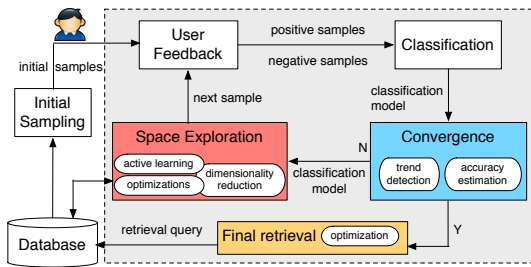 User
Feedback
positive samples
negative samples
Classification
initial samples
Initial
Sampling
next sample
classification
model
Space Exploration
active learning
optimizations
dimensionality
reduction
N
classification
model
Convergence
trend
detection
accuracy
estimation
Y
Database
retrieval query
Final retrieval
optimization